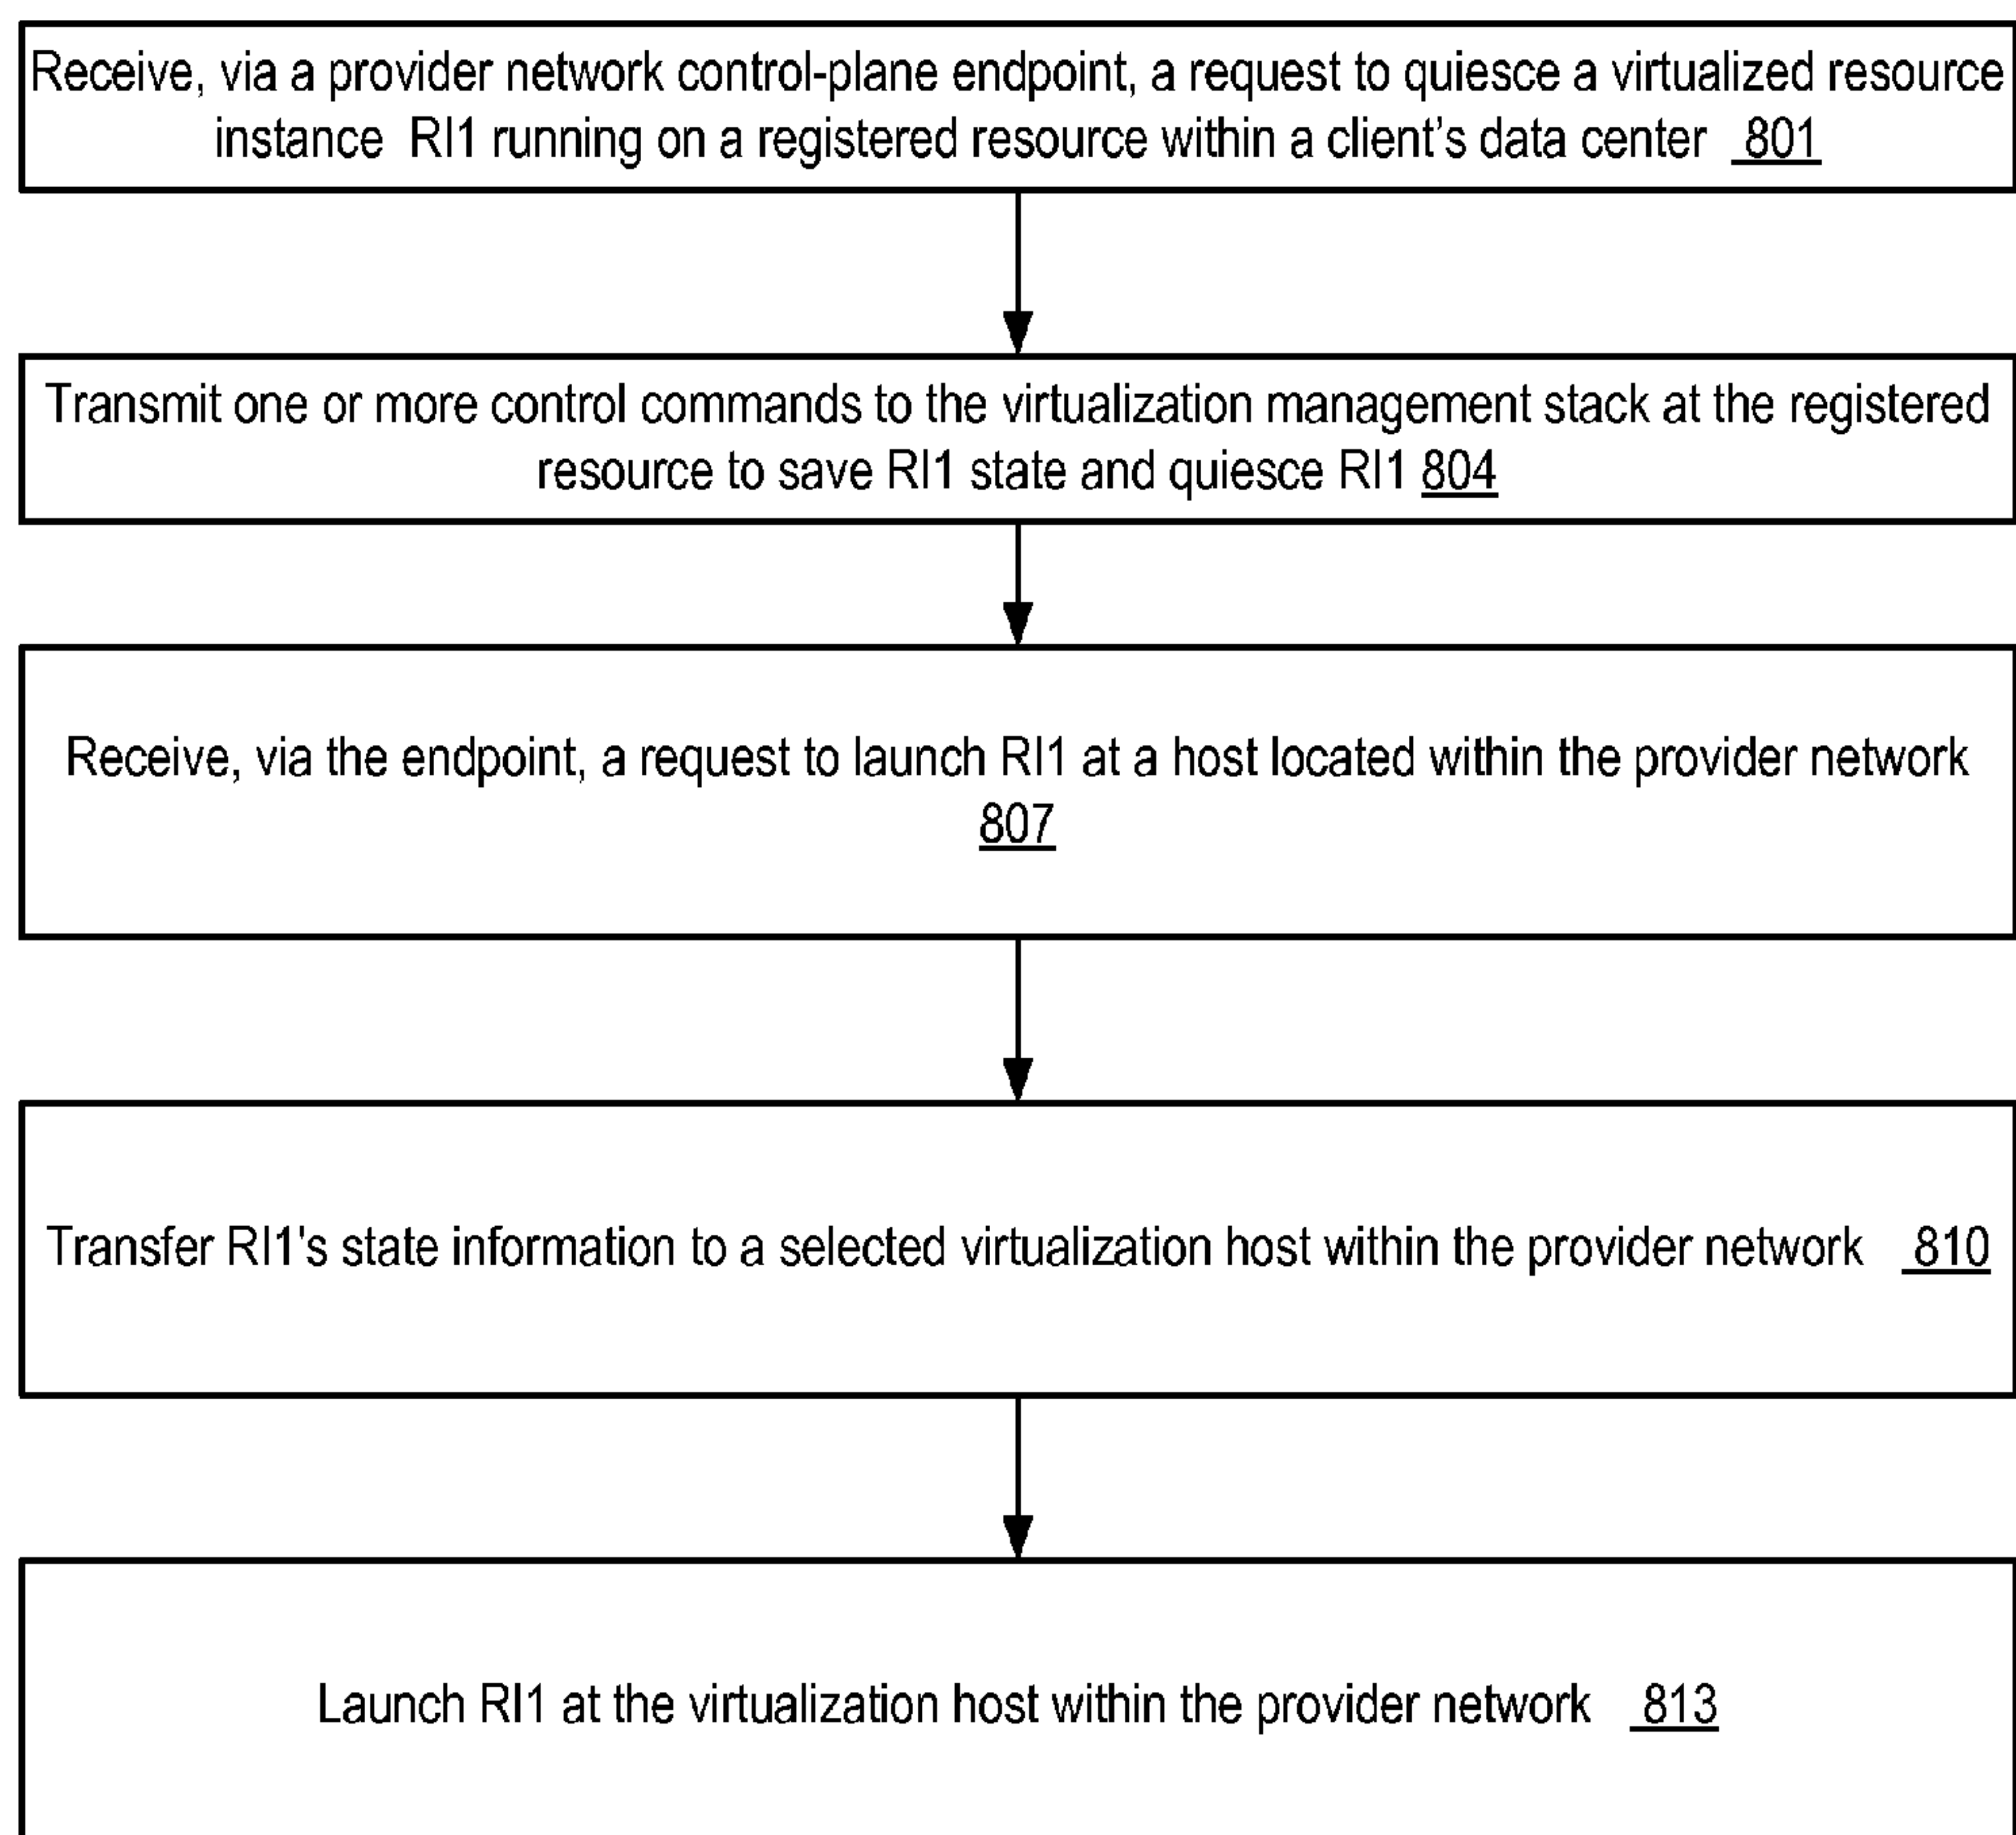 Receive, via a provider network control-plane endpoint, a request to quiesce a virtualized resource
instance RI1 running on a registered resource within a client's data center 801
Transmit one or more control commands to the virtualization management stack at the registered
resource to save RI1 state and quiesce RI1 804
Receive, via the endpoint, a request to launch RI1 at a host located within the provider network
807
Transfer RI1's state information to a selected virtualization host within the provider network 810
Launch RI1 at the virtualization host within the provider network 813